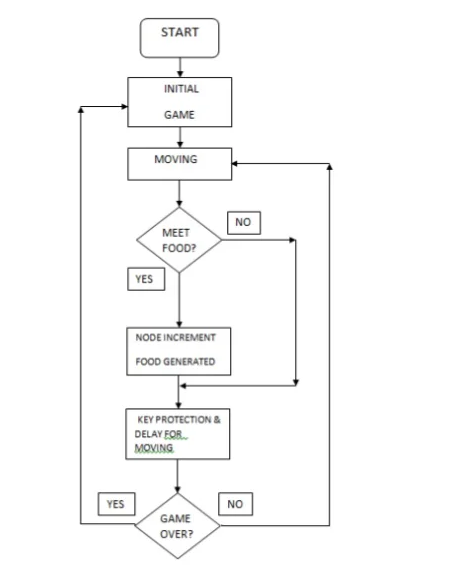 START
INITIAL
GAME
MOVING
MEET
FOOD?
NO
YES
NODE INCREMENT
FOOD GENERATED
KEY PROTECTION &
DELAY FOR
MOVING
YES
NO
GAME
OVER?